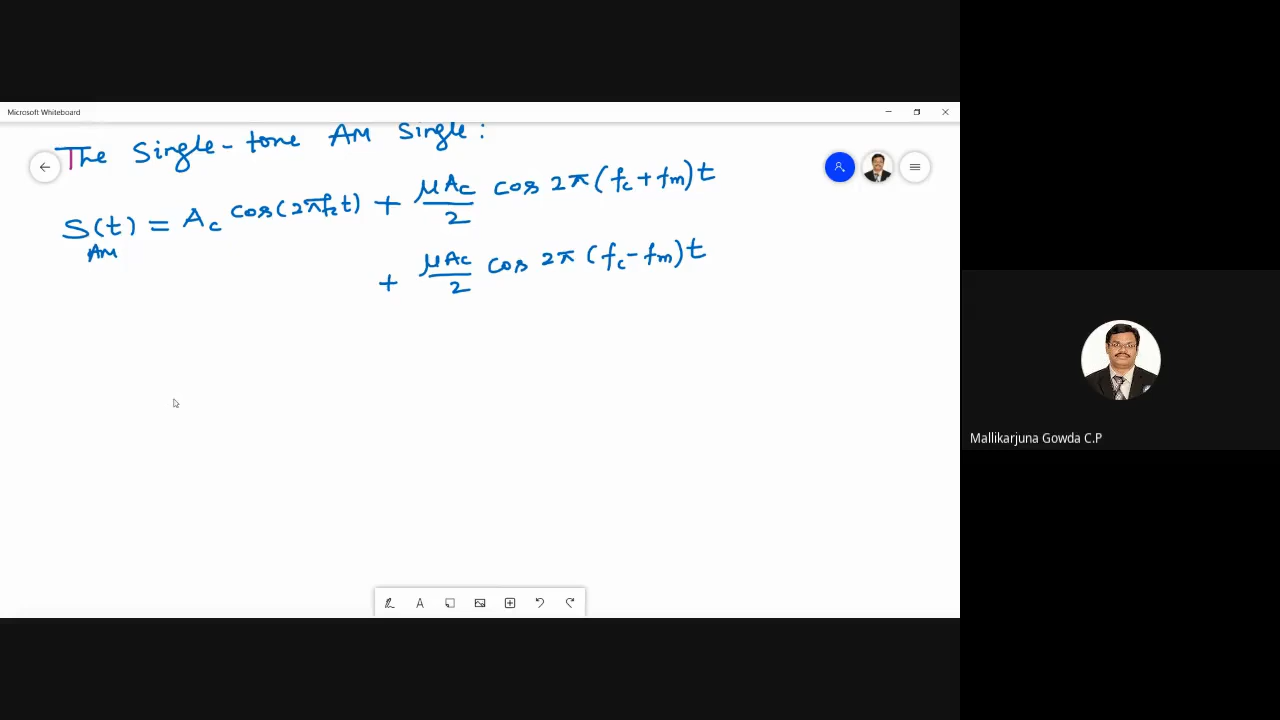 Microsoft Whiteboard
The Single-tone AM Single:
S(t) = Ac cos(2πfct) + μAc/2 cos 2π(fc+fm)t
AM
+ μAc/2 cos 2π(fc-fm)t
Mallikarjuna Gowda C.P
A